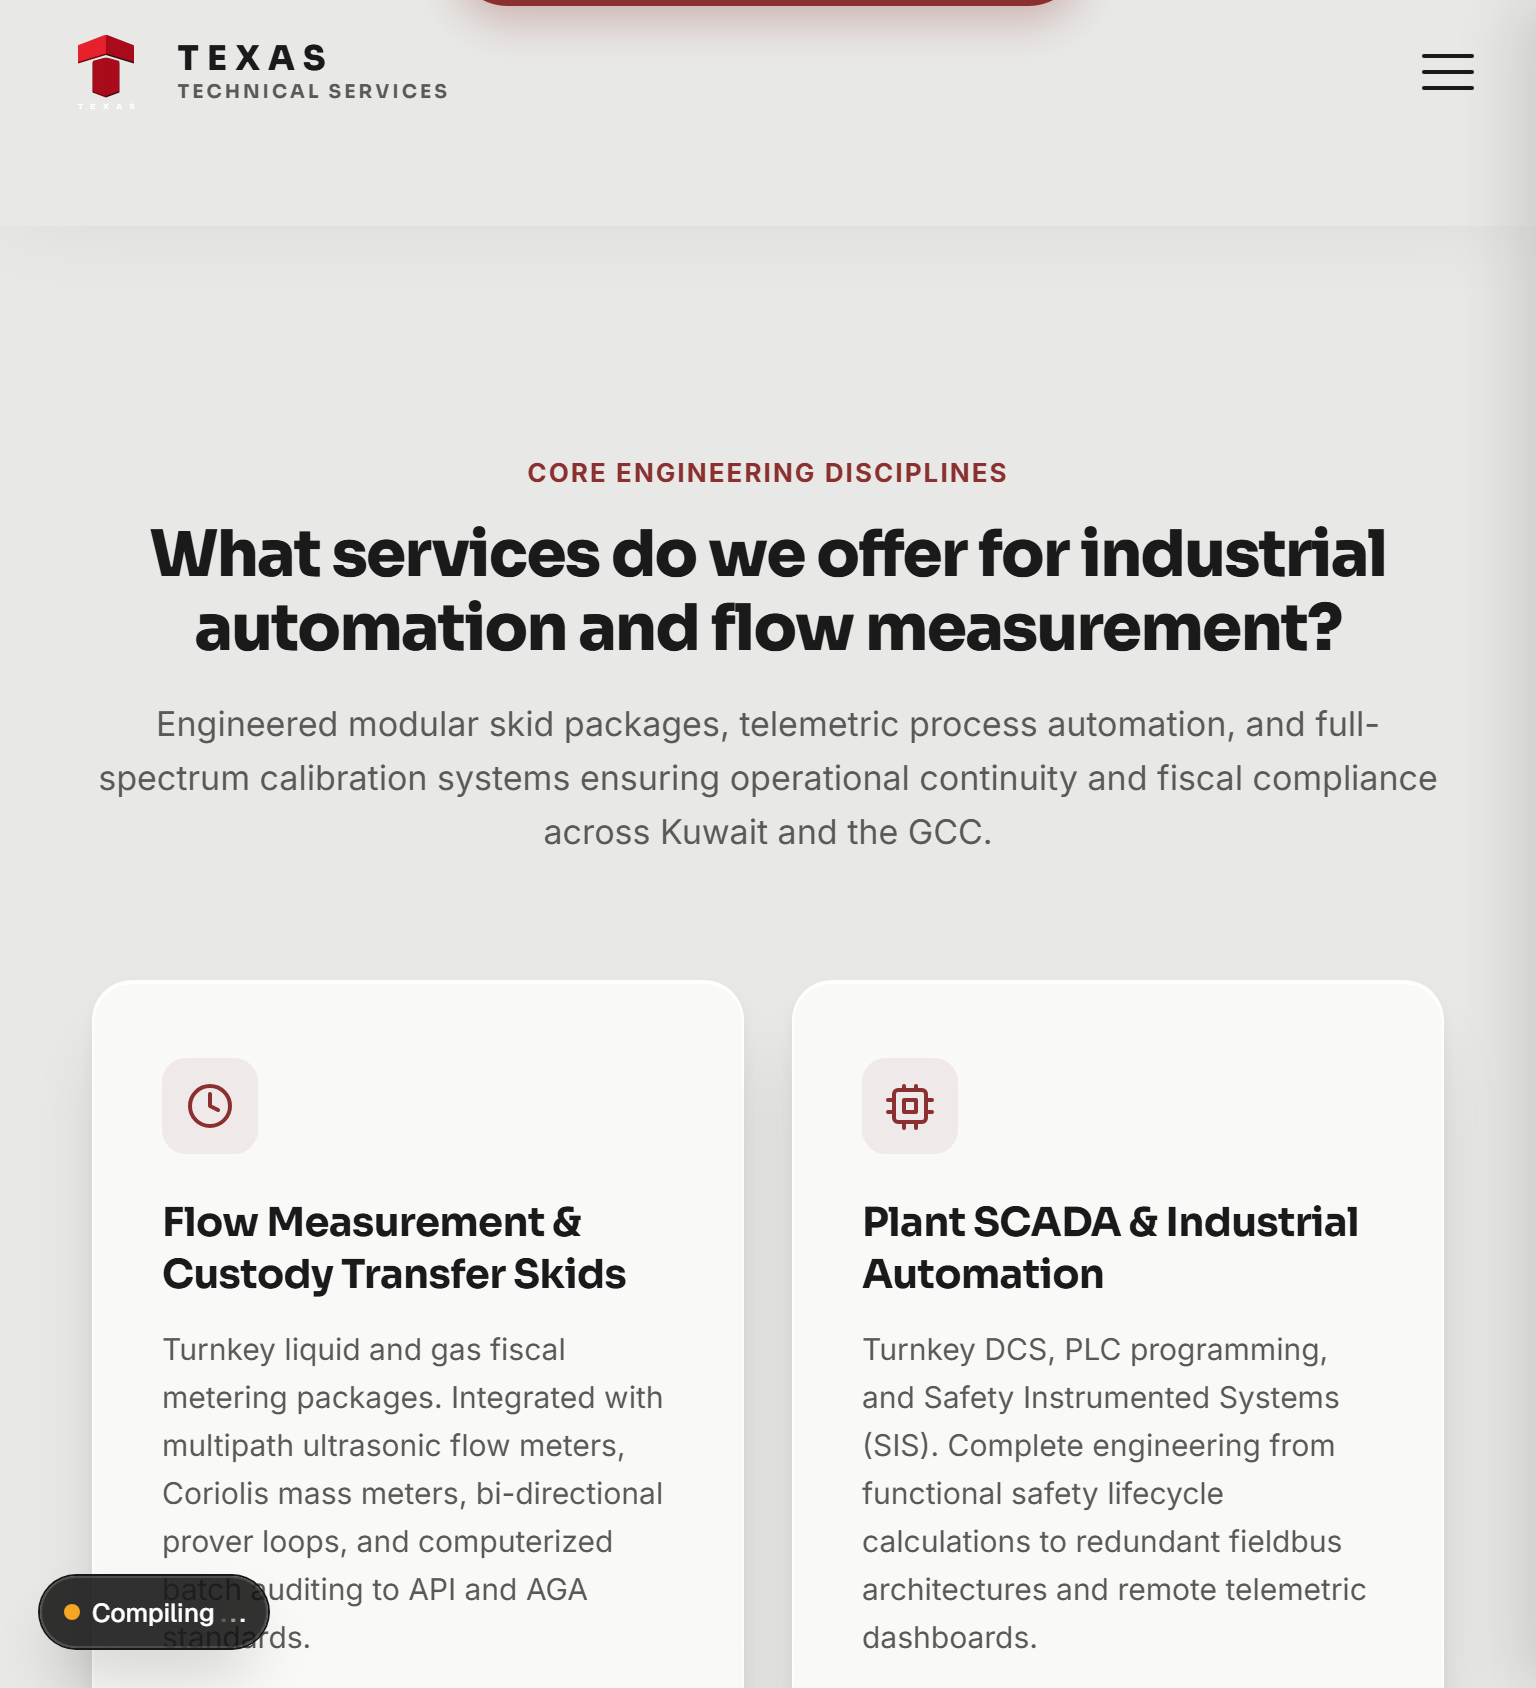 TEXAS
TECHNICAL SERVICES
TEXAS
CORE ENGINEERING DISCIPLINES
What services do we offer for industrial
automation and flow measurement?
Engineered modular skid packages, telemetric process automation, and full-
spectrum calibration systems ensuring operational continuity and fiscal compliance
across Kuwait and the GCC.
Flow Measurement &
Custody Transfer Skids
Turnkey liquid and gas fiscal
metering packages. Integrated with
multipath ultrasonic flow meters,
Coriolis mass meters, bi-directional
prover loops, and computerized
batch auditing to API and AGA
standards.
Plant SCADA & Industrial
Automation
Turnkey DCS, PLC programming,
and Safety Instrumented Systems
(SIS). Complete engineering from
functional safety lifecycle
calculations to redundant fieldbus
architectures and remote telemetric
dashboards.
Compiling ...